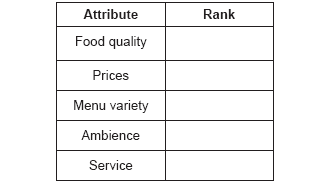 Attribute Rank
Food quality
Prices
Menu variety
Ambience
Service